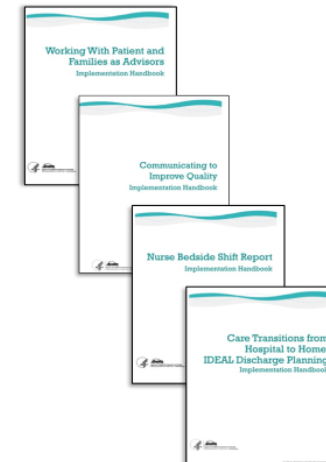 Working With Patient and
Families as Advisors
Implementation Handbook
Communicating to
Improve Quality
Implementation Handbook
Nurse Bedside Shift Report
Implementation Handbook
Care Transitions from
Hospital to Home
IDEAL Discharge Planning
Implementation Handbook